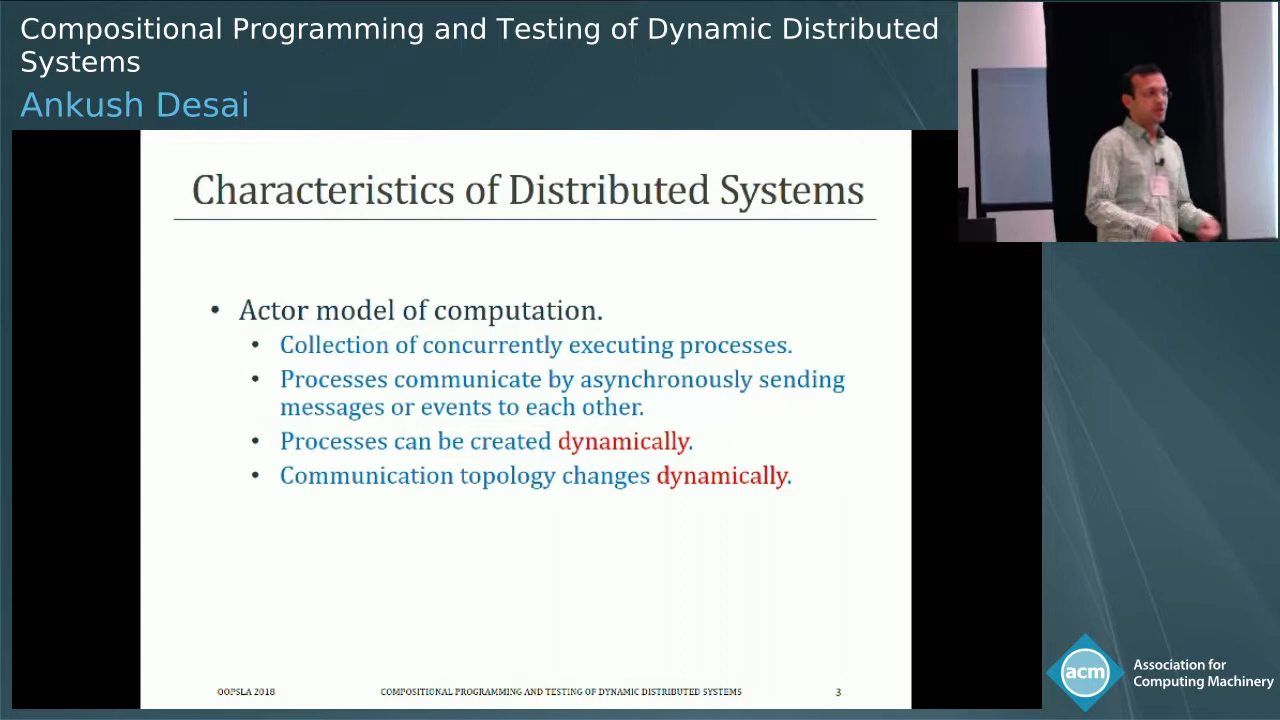 Compositional Programming and Testing of Dynamic Distributed
Systems
Ankush Desai
Characteristics of Distributed Systems
• Actor model of computation.
• Collection of concurrently executing processes.
• Processes communicate by asynchronously sending
messages or events to each other.
• Processes can be created dynamically.
• Communication topology changes dynamically.
OOPSLA 2018
COMPOSITIONAL PROGRAMMING AND TESTING OF DYNAMIC DISTRIBUTED SYSTEMS
3
acm
Association for
Computing Machinery